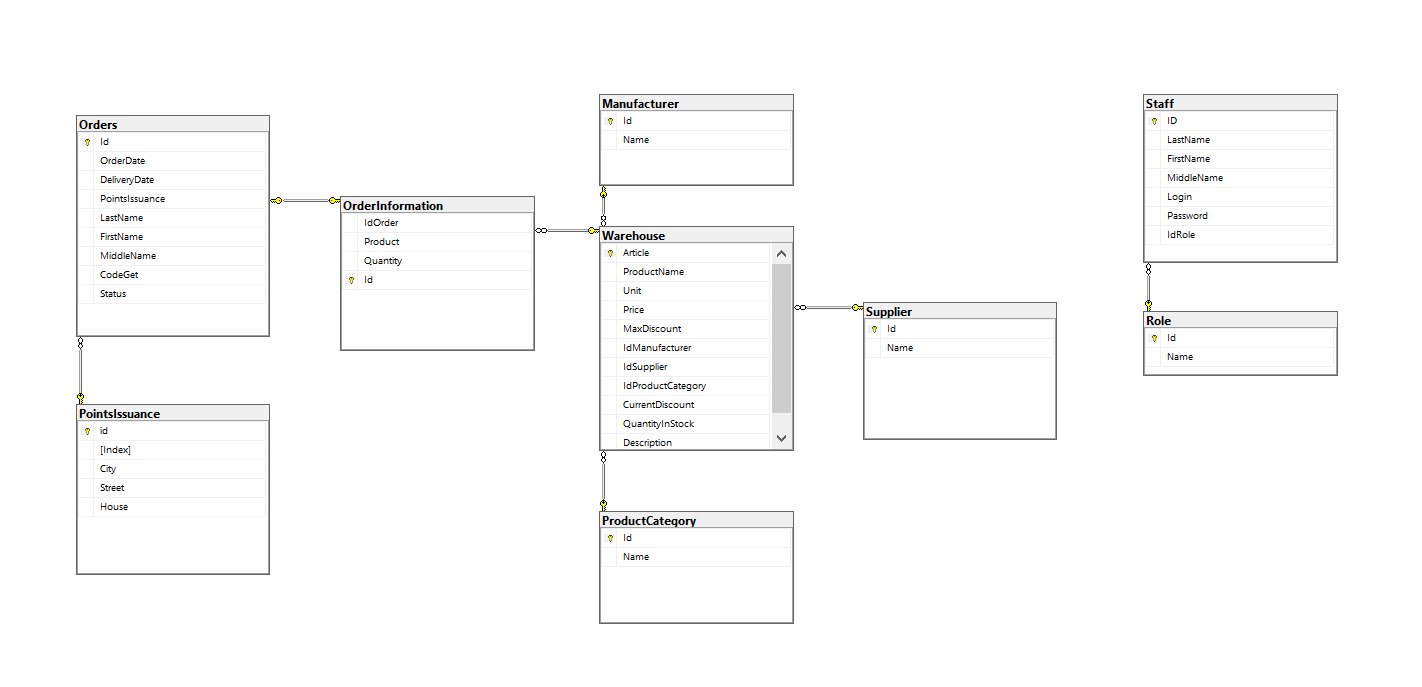 Orders
Id
OrderDate
DeliveryDate
PointsIssuance
LastName
FirstName
MiddleName
CodeGet
Status
PointsIssuance
id
[Index]
City
Street
House
OrderInformation
IdOrder
Product
Quantity
Id
Manufacturer
Id
Name
Warehouse
Article
ProductName
Unit
Price
MaxDiscount
IdManufacturer
IdSupplier
IdProductCategory
CurrentDiscount
QuantityInStock
Description
ProductCategory
Id
Name
Supplier
Id
Name
Staff
ID
LastName
FirstName
MiddleName
Login
Password
IdRole
Role
Id
Name